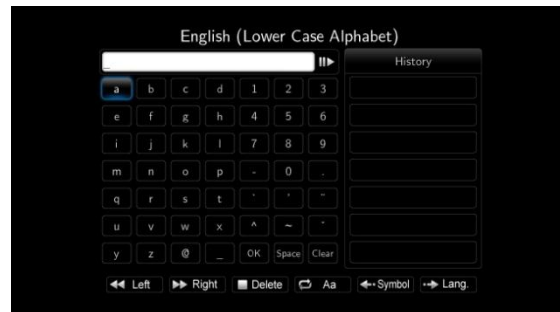 English (Lower Case Alphabet)
_
History
a b c d 1 2 3
e f g h 4 5 6
i j k l 7 8 9
m n o p - 0 .
q r s t
u v w x ^ ~
y z @ _ OK Space Clear
Left Right Delete Aa Symbol Lang.